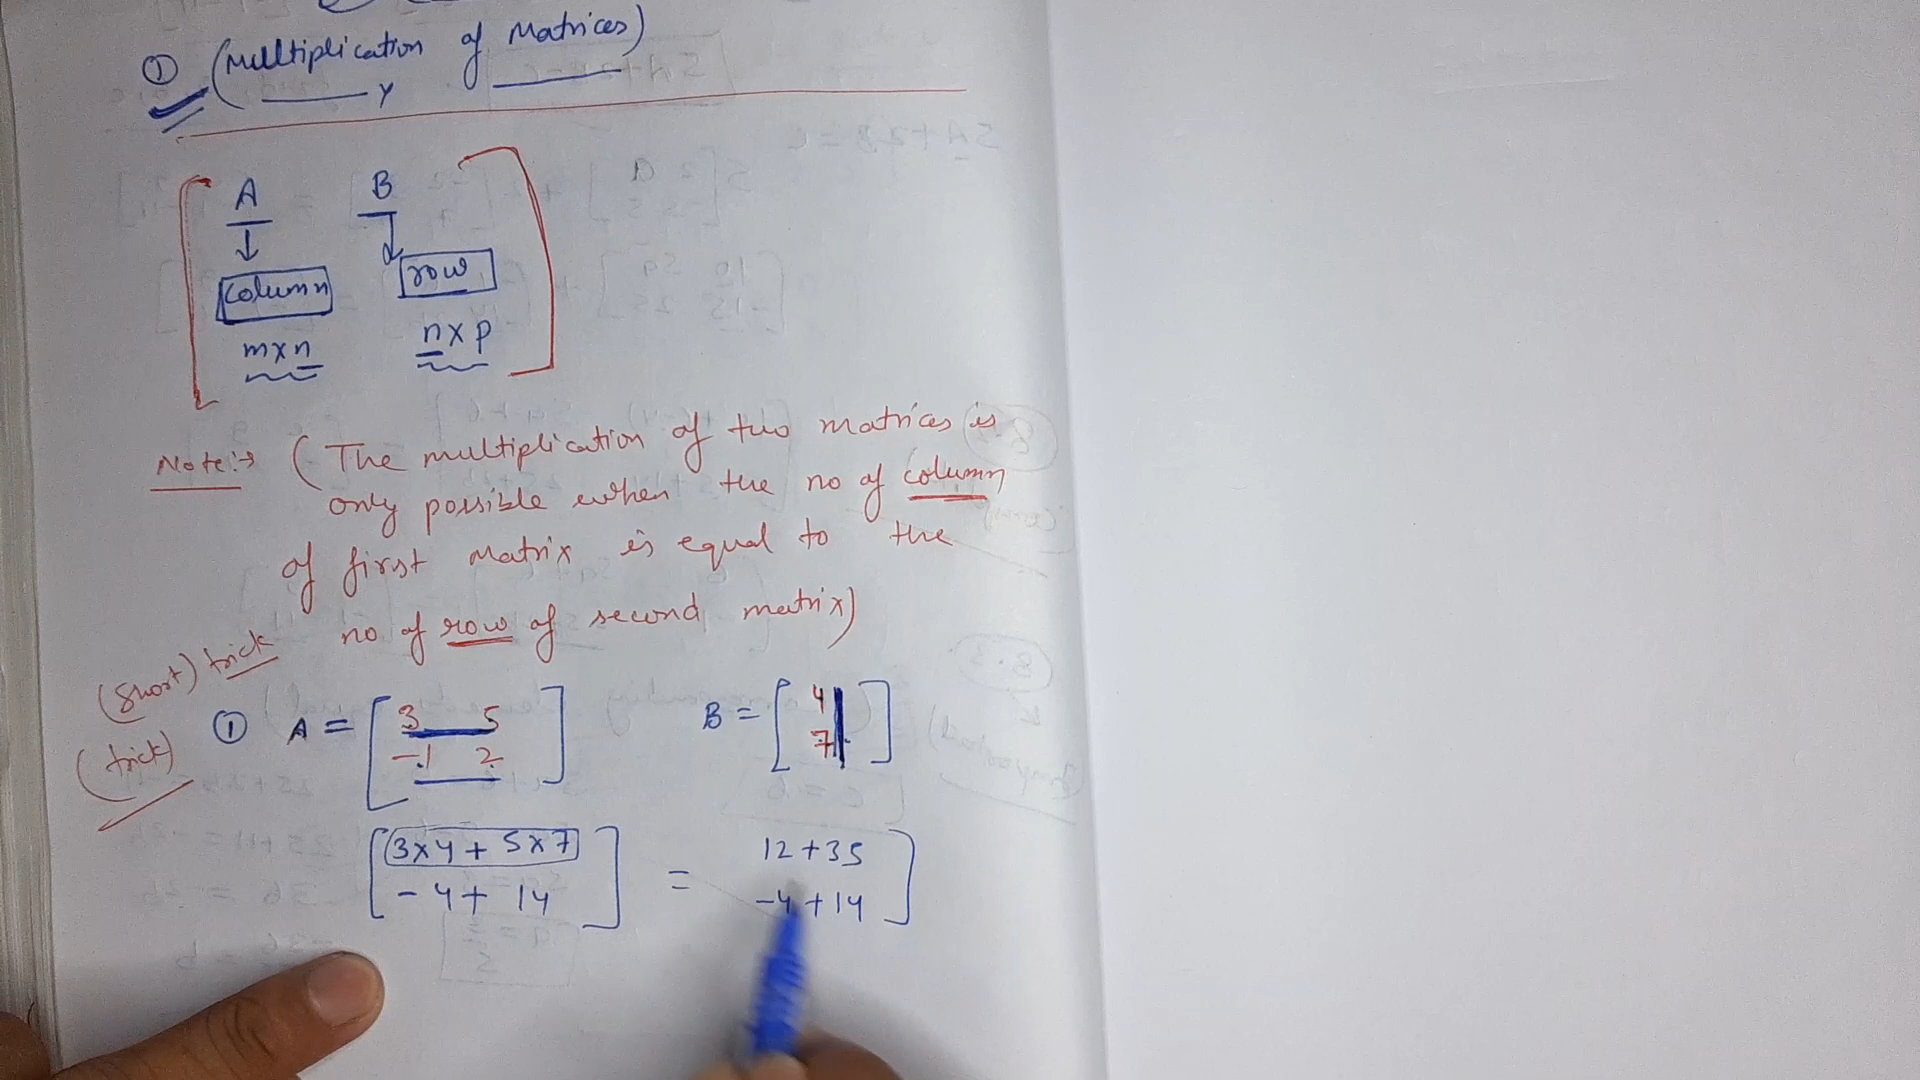 ① (Multiplication of Matrices)
A B
column row
m×n n×p
Note:→ (The multiplication of two matrices is
only possible when the no of column
of first matrix is equal to the
no of row of second matrix)
(Short) trick
(trick)
① A = [3 5 B = [4
-1 2] 7]
[3×4 + 5×7 = 12+35
-4 + 14] -4+14]